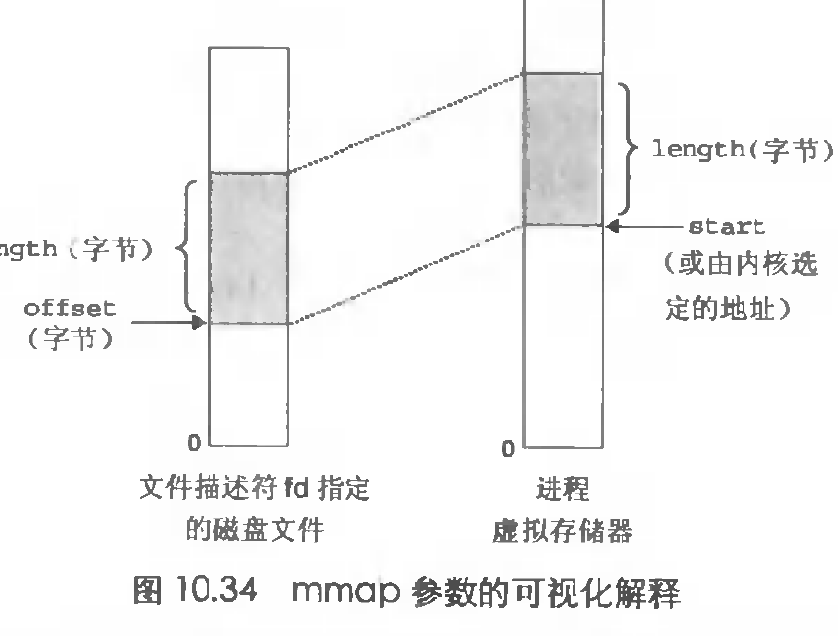 length(字节)
ngth(字节)
start
(或由内核选
定的地址)
offset
(字节)
0
0
文件描述符 fd 指定
的磁盘文件
进程
虚拟存储器
图 10.34 mmap 参数的可视化解释